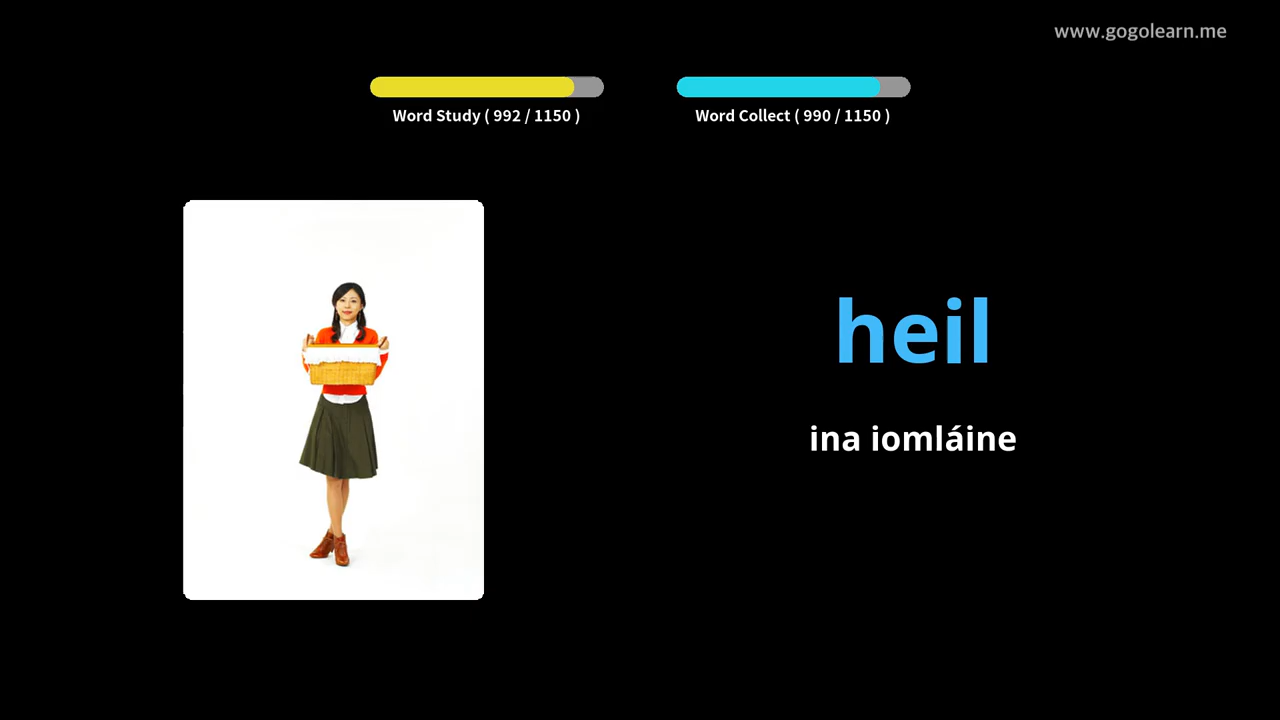 www.gogolearn.me
Word Study ( 992 / 1150 )
Word Collect ( 990 / 1150 )
heil
ina iomláine